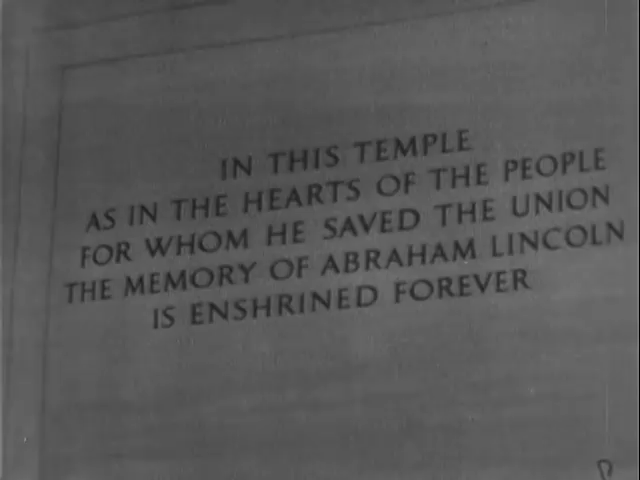 IN THIS TEMPLE
AS IN THE HEARTS OF THE PEOPLE
FOR WHOM HE SAVED THE UNION
THE MEMORY OF ABRAHAM LINCOLN
IS ENSHRINED FOREVER